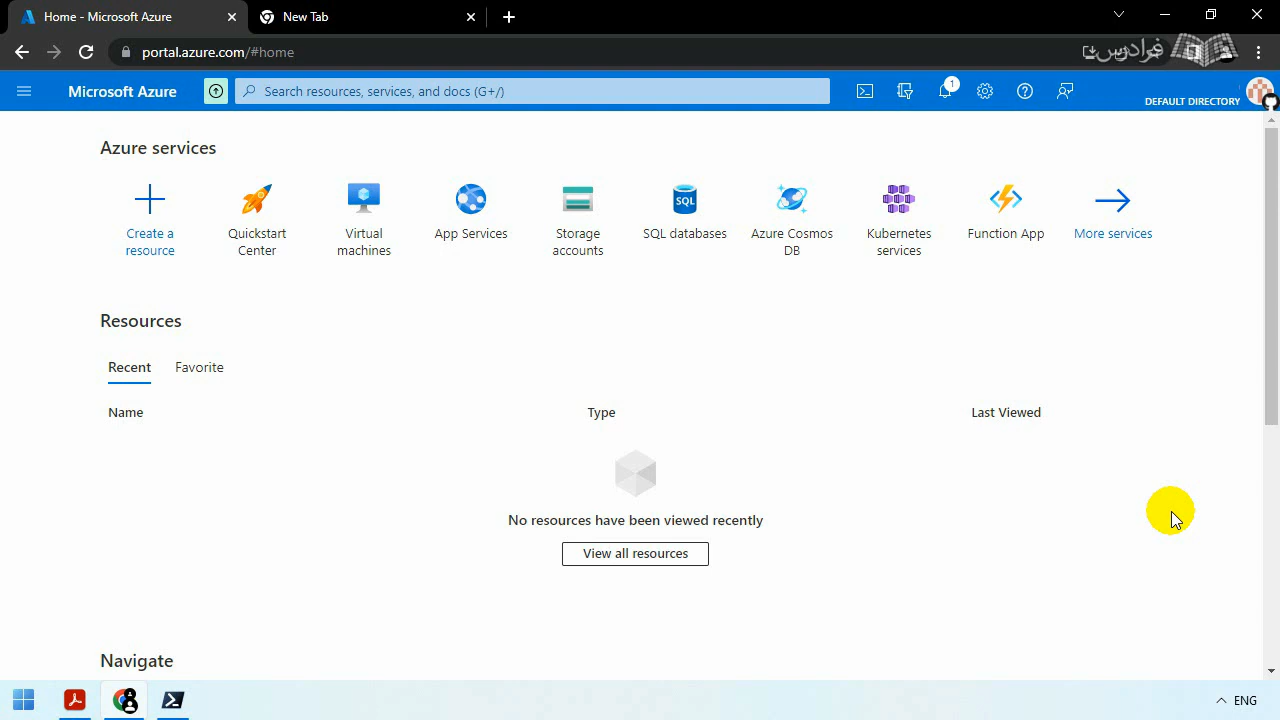 Home - Microsoft Azure
New Tab
portal.azure.com/#home
فرادرس
Microsoft Azure
Search resources, services, and docs (G+/)
1
DEFAULT DIRECTORY
Azure services
Create a
resource
Quickstart
Center
Virtual
machines
App Services
Storage
accounts
SQL
SQL databases
Azure Cosmos
DB
Kubernetes
services
Function App
More services
Resources
Recent
Favorite
Name
Type
Last Viewed
No resources have been viewed recently
View all resources
Navigate
ENG